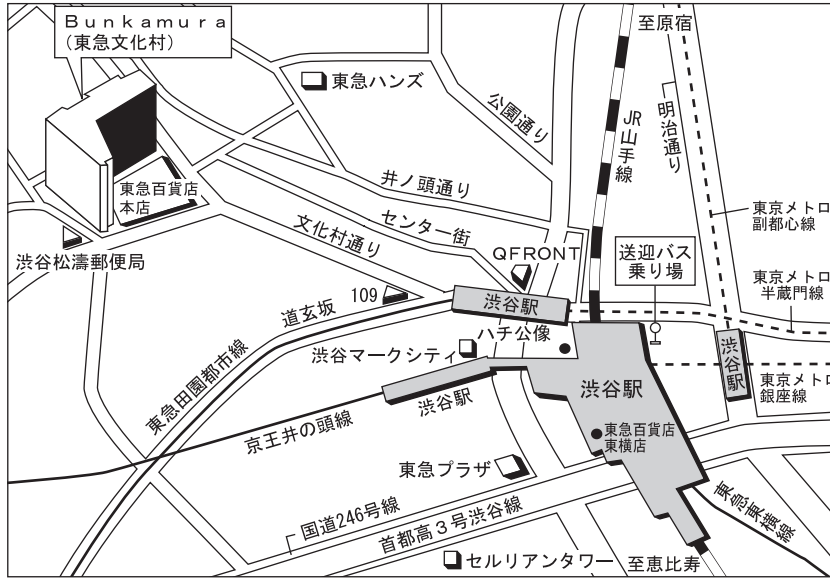 Bunkamura
(東急文化村)
至原宿
東急ハンズ
公園通り
JR山手線
明治通り
井ノ頭通り
東急百貨店
本店
センター街
文化村通り
東京メトロ
副都心線
渋谷松濤郵便局
QFRONT
送迎バス
乗り場
東京メトロ
半蔵門線
109
渋谷駅
道玄坂
ハチ公像
渋谷マークシティ
渋谷駅
渋谷駅
東京メトロ
銀座線
東急田園都市線
渋谷駅
京王井の頭線
東急百貨店
東横店
東急プラザ
国道246号線
首都高3号渋谷線
東急東横線
セルリアンタワー
至恵比寿